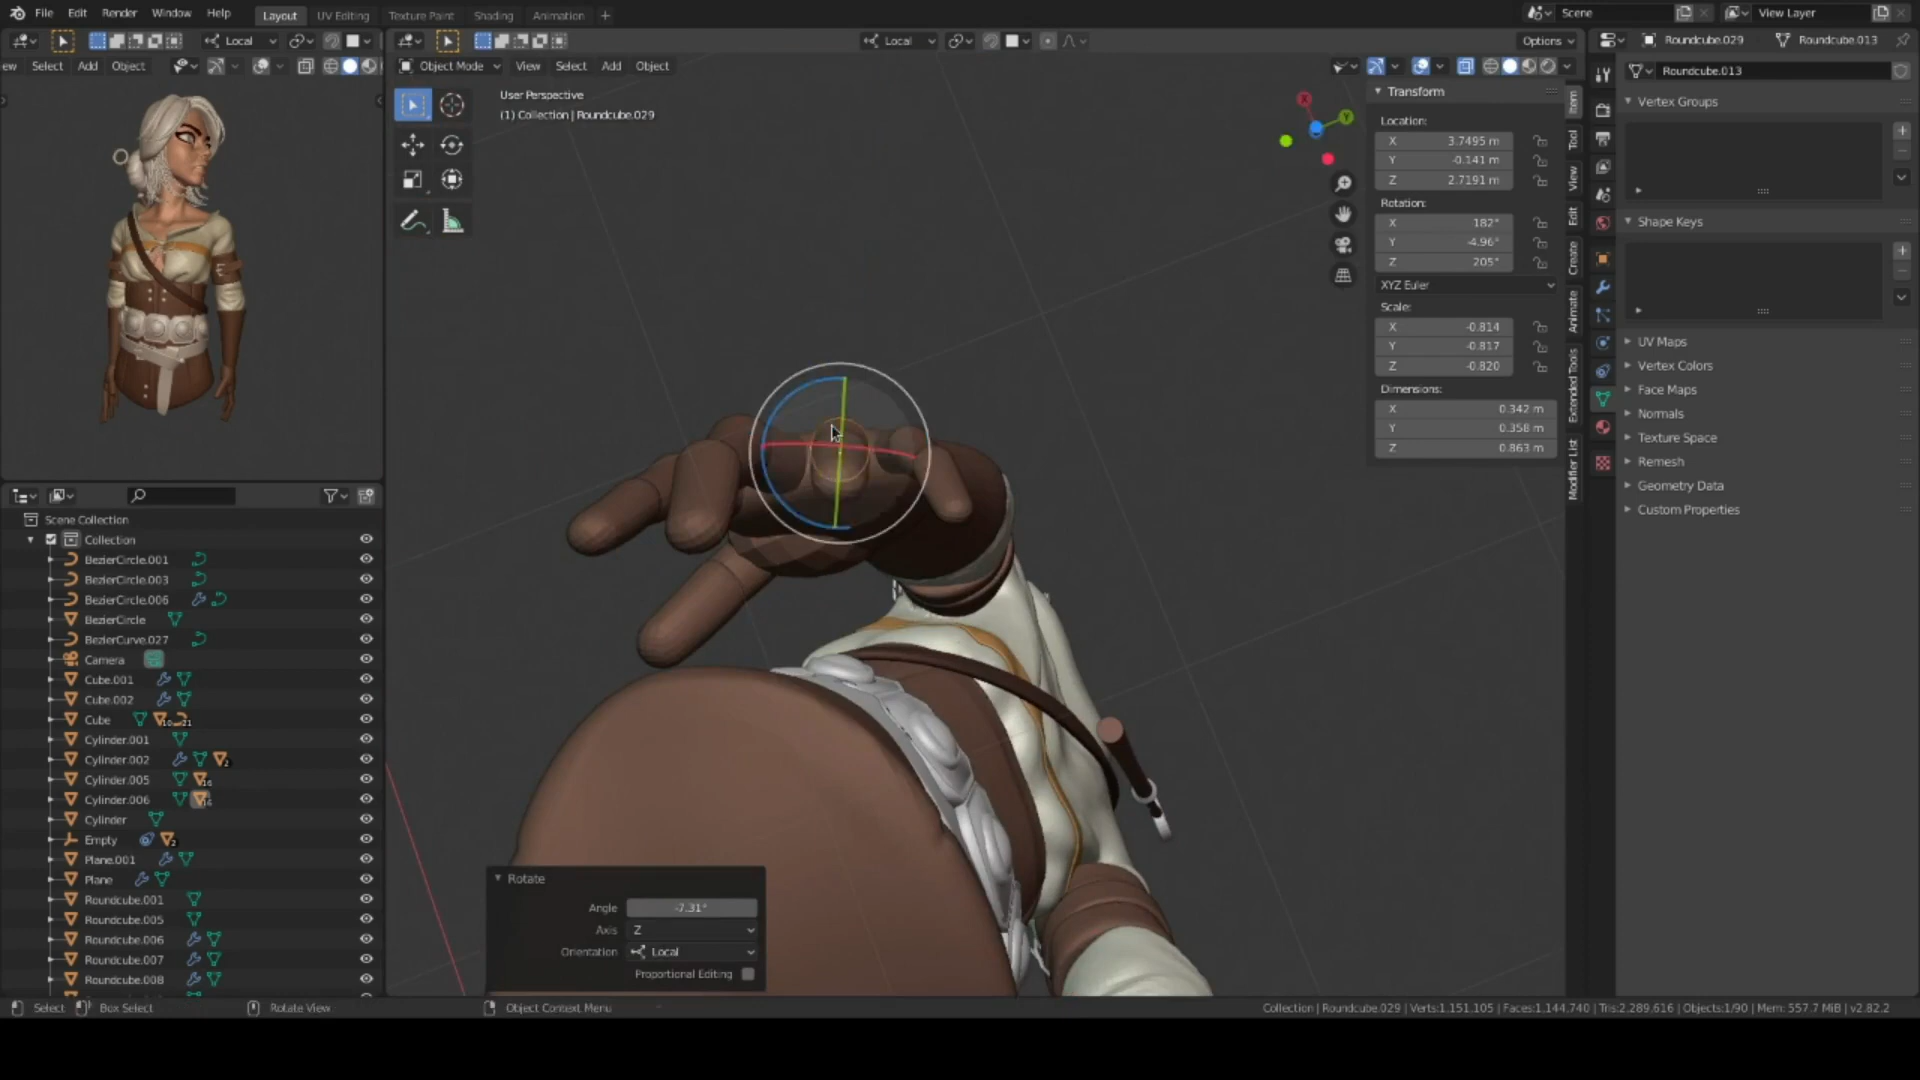 File Edit Render Window Help Layout UV Editing Texture Paint Shading Animation + Scene View Layer
Local Local Options Roundcube.029 Roundcube.013
ew Select Add Object Object Mode View Select Add Object Roundcube.013
User Perspective
(1) Collection | Roundcube.029
Transform
Location:
X 3.7495 m
Y -0.141 m
Z 2.7191 m
Rotation:
X 182°
Y -4.96°
Z 205°
XYZ Euler
Scale:
X -0.814
Y -0.817
Z -0.820
Dimensions:
X 0.342 m
Y 0.358 m
Z 0.863 m
Item
Tool
View
Edit
Create
Animate
Extended Tools
Modifier List
Vertex Groups
Shape Keys
UV Maps
Vertex Colors
Face Maps
Normals
Texture Space
Remesh
Geometry Data
Custom Properties
X
Y
Scene Collection
Collection
BezierCircle.001
BezierCircle.003
BezierCircle.006
BezierCircle
BezierCurve.027
Camera
Cube.001
Cube.002
Cube
Cylinder.001
Cylinder.002 2
Cylinder.005 16
Cylinder.006
Cylinder
Empty 2
Plane.001
Plane
Roundcube.001
Roundcube.005
Roundcube.006
Roundcube.007
Roundcube.008
Rotate
Angle -7.31°
Axis Z
Orientation Local
Proportional Editing
Select Box Select Rotate View Object Context Menu Collection | Roundcube.029 | Verts:1.151.105 | Faces:1.144.740 | Tris:2.289.616 | Objects:1/90 | Mem: 557.7 MiB | v2.82.2